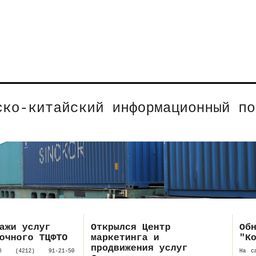 ско-китайский информационный по
SINOKOR
ажи услуг
очного ТЦФТО
(4212) 91-21-50
Открылся Центр
маркетинга и
продвижения услуг
Обн
"Ко
На с